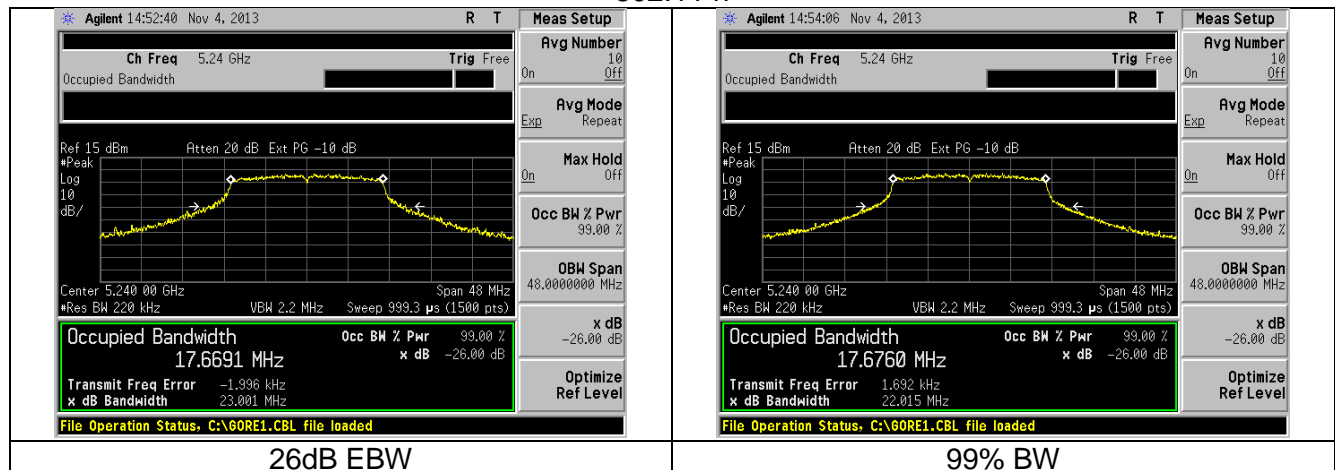 Agilent 14:52:40 Nov 4, 2013 R T
Meas Setup
Ch Freq 5.24 GHz Trig Free
Occupied Bandwidth
Avg Number
10
On Off
Avg Mode
Exp Repeat
Ref 15 dBm Atten 20 dB Ext PG -10 dB
#Peak
Log
10
dB/
Max Hold
On Off
Occ BW % Pwr
99.00 %
OBW Span
48.0000000 MHz
Center 5.240 00 GHz Span 48 MHz
#Res BW 220 kHz VBW 2.2 MHz Sweep 999.3 µs (1500 pts)
Occupied Bandwidth Occ BW % Pwr 99.00 %
17.6691 MHz x dB -26.00 dB
Transmit Freq Error -1.996 kHz
x dB Bandwidth 23.001 MHz
x dB
-26.00 dB
Optimize
Ref Level
File Operation Status, C:\GORE1.CBL file loaded
26dB EBW
Agilent 14:54:06 Nov 4, 2013 R T
Meas Setup
Ch Freq 5.24 GHz Trig Free
Occupied Bandwidth
Avg Number
10
On Off
Avg Mode
Exp Repeat
Ref 15 dBm Atten 20 dB Ext PG -10 dB
#Peak
Log
10
dB/
Max Hold
On Off
Occ BW % Pwr
99.00 %
OBW Span
48.0000000 MHz
Center 5.240 00 GHz Span 48 MHz
#Res BW 220 kHz VBW 2.2 MHz Sweep 999.3 µs (1500 pts)
Occupied Bandwidth Occ BW % Pwr 99.00 %
17.6760 MHz x dB -26.00 dB
Transmit Freq Error 1.692 kHz
x dB Bandwidth 22.015 MHz
x dB
-26.00 dB
Optimize
Ref Level
File Operation Status, C:\GORE1.CBL file loaded
99% BW